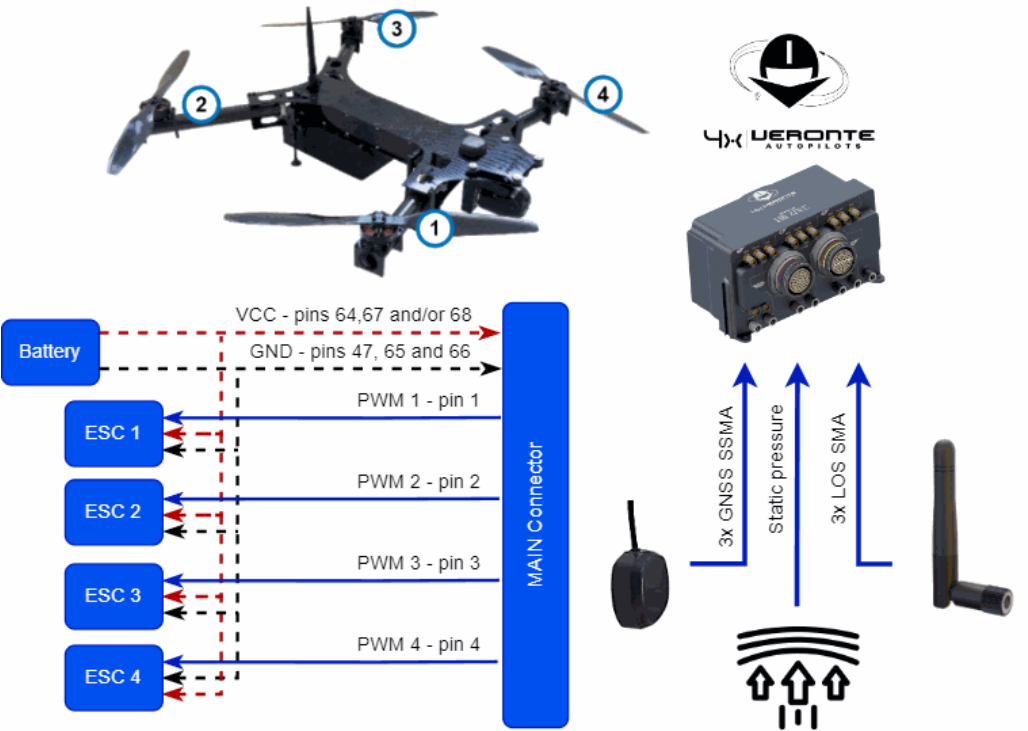 3
2
4
1
4X VERONTE
AUTOPILOTS
VERONTE
VCC - pins 64,67 and/or 68
Battery
GND - pins 47, 65 and 66
PWM 1 - pin 1
ESC 1
PWM 2 - pin 2
ESC 2
PWM 3 - pin 3
ESC 3
PWM 4 - pin 4
ESC 4
MAIN Connector
3x GNSS SSMA
Static pressure
3x LOS SMA